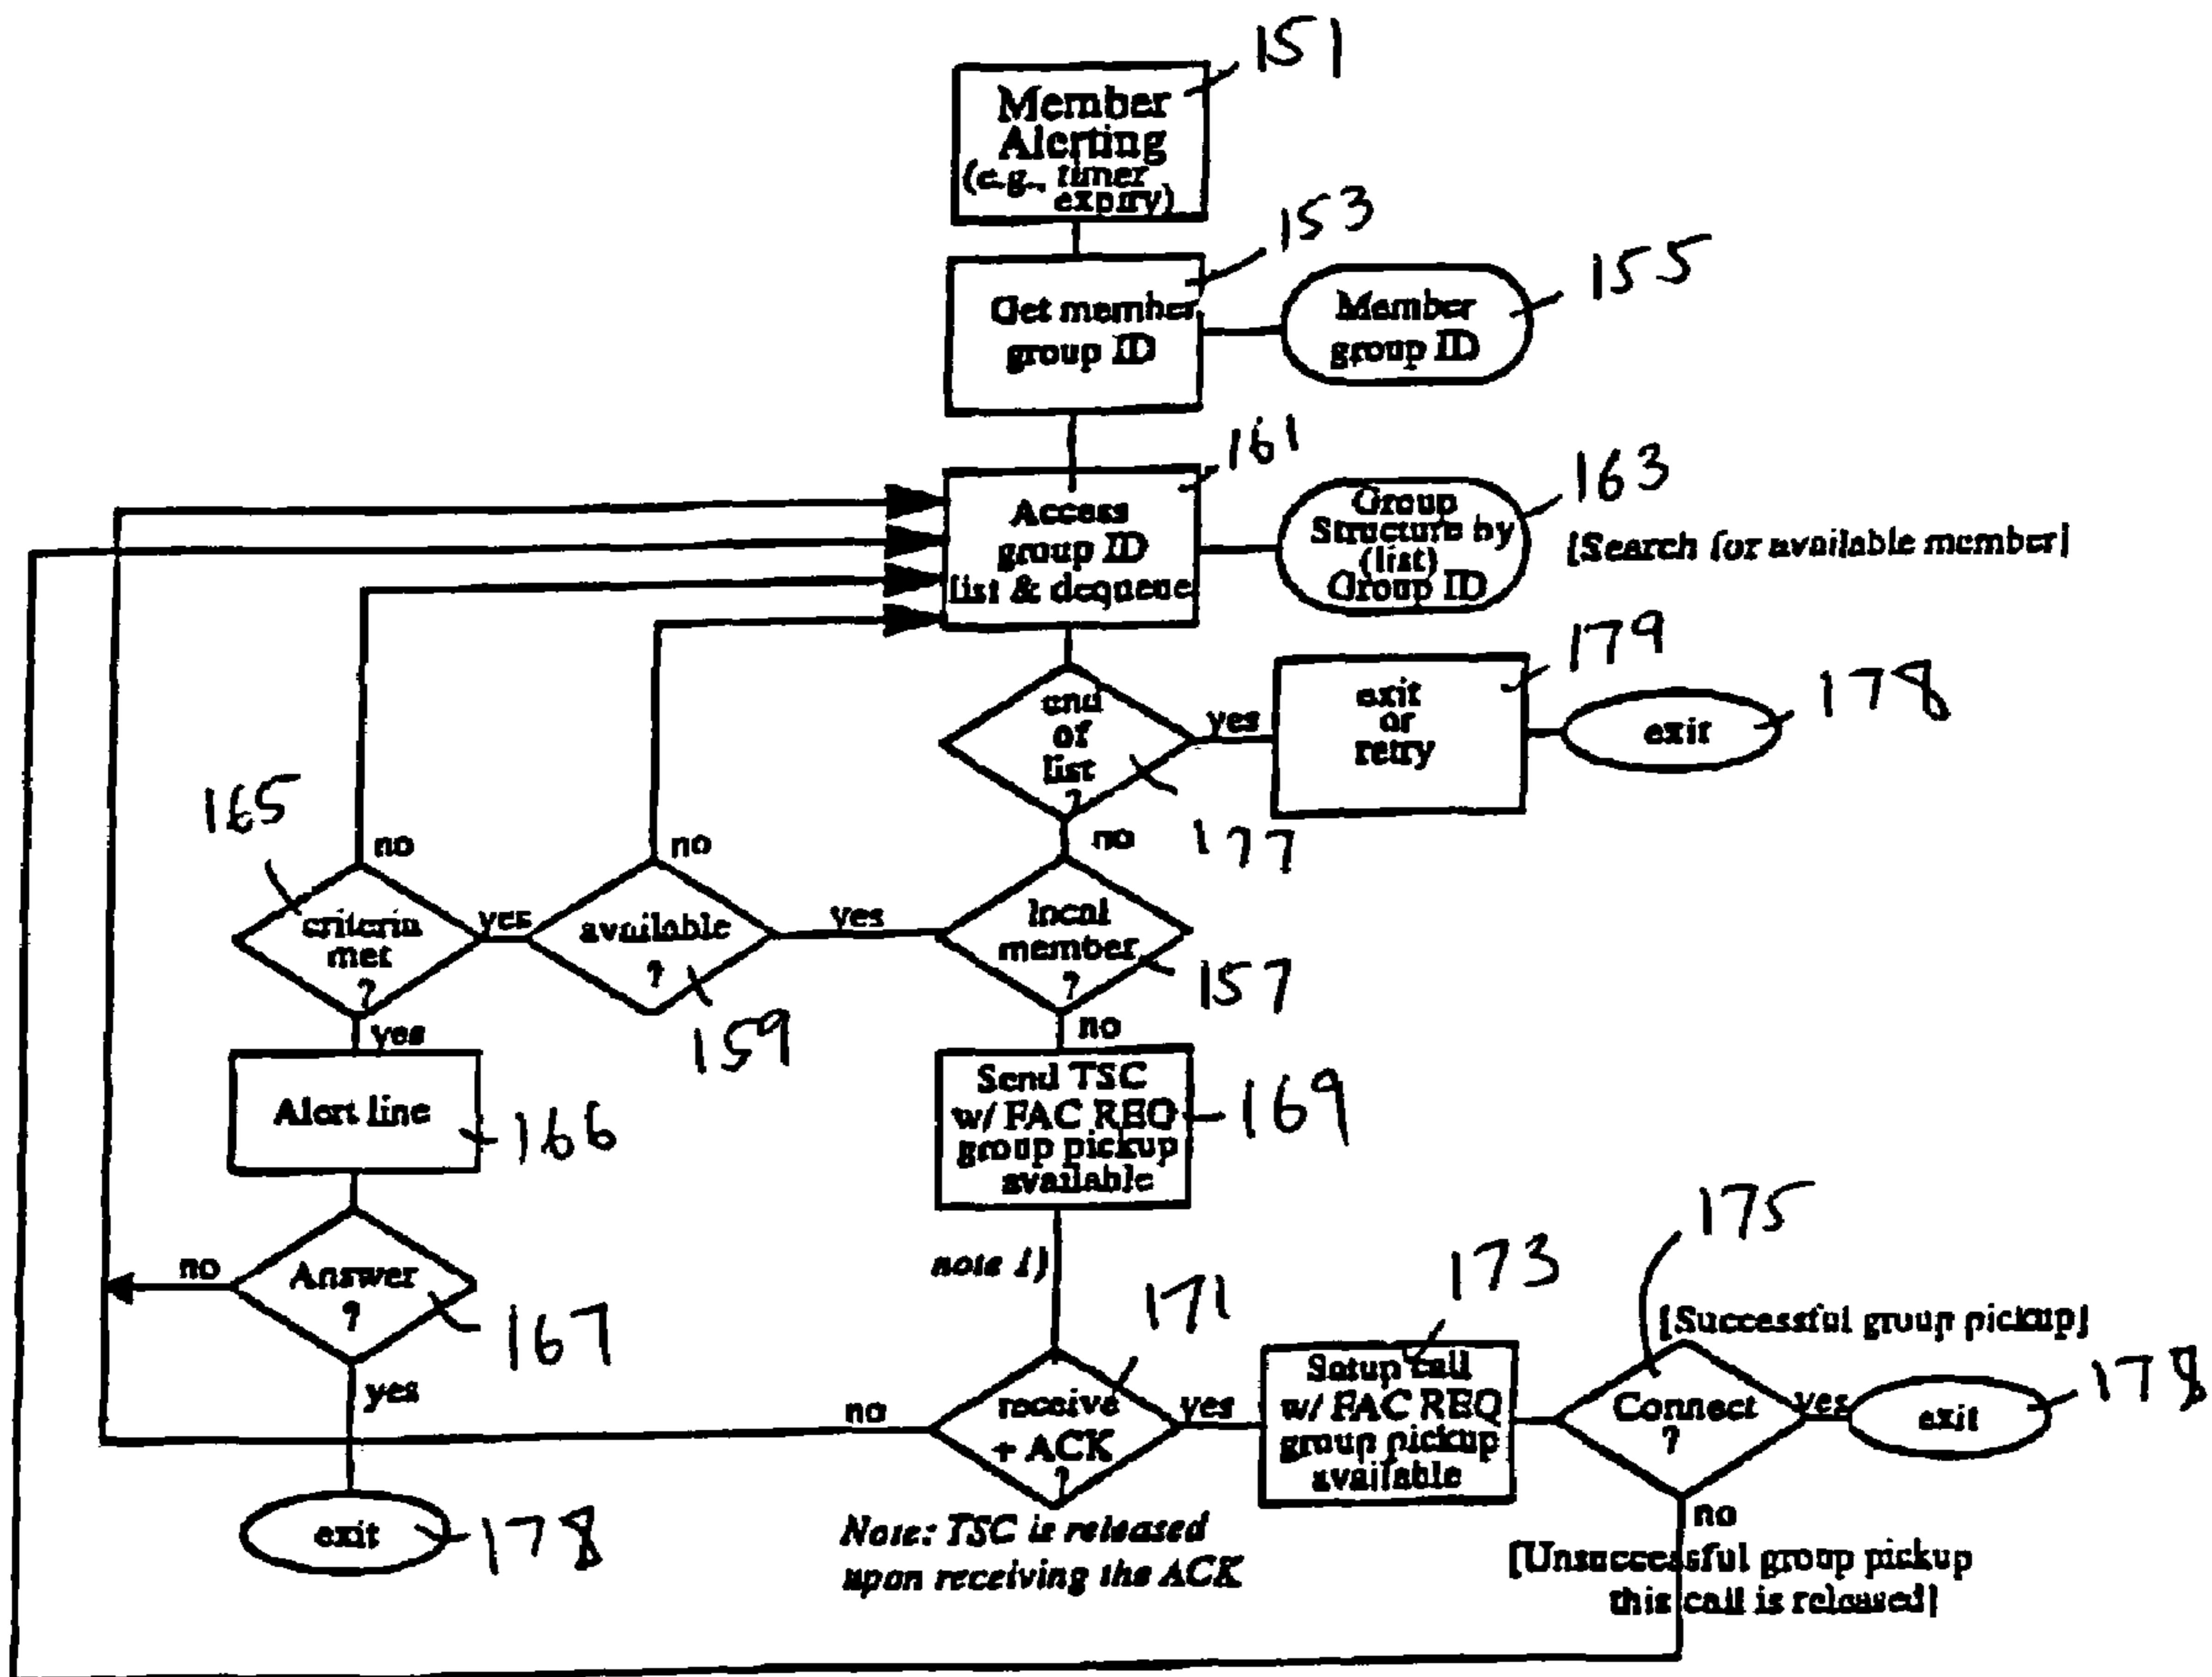 151
Member
Alerting
(e.g., timer
expiry)
153
Get member
group ID
155
Member
group ID
161
Access
group ID
list & dequeue
163
Group
Structure by
(list)
Group ID
[Search for available member]
end
of
list
?
177
yes
exit
or
retry
179
exit
178
no
165
criteria
met
?
no
yes
available
?
159
no
yes
local
member
?
157
no
yes
Alert line
166
Send TSC
w/ FAC REQ
group pickup
available
169
note 1)
Answer
?
167
no
yes
exit
178
171
receive
+ ACK
?
no
yes
Note: TSC is released
upon receiving the ACK
173
Setup call
w/ FAC REQ
group pickup
available
175
[Successful group pickup]
Connect
?
yes
exit
178
no
[Unsuccessful group pickup
this call is released]